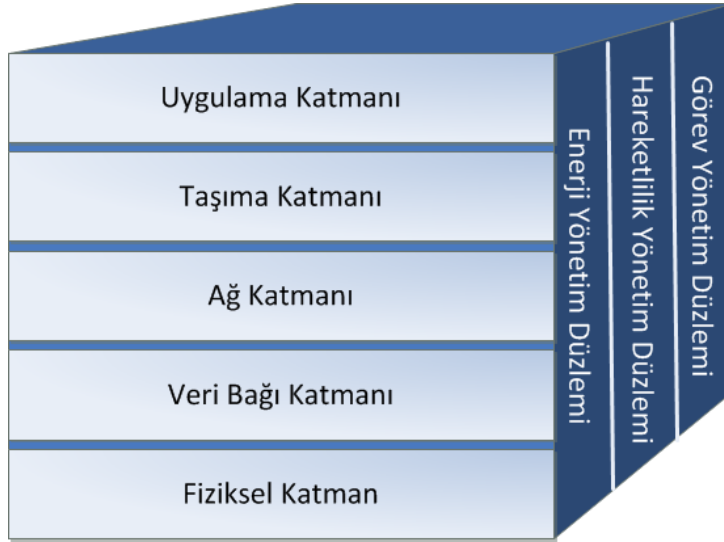 Uygulama Katmanı
Taşıma Katmanı
Ağ Katmanı
Veri Bağı Katmanı
Fiziksel Katman
Enerji Yönetim Düzlemi
Hareketlilik Yönetim Düzlemi
Görev Yönetim Düzlemi